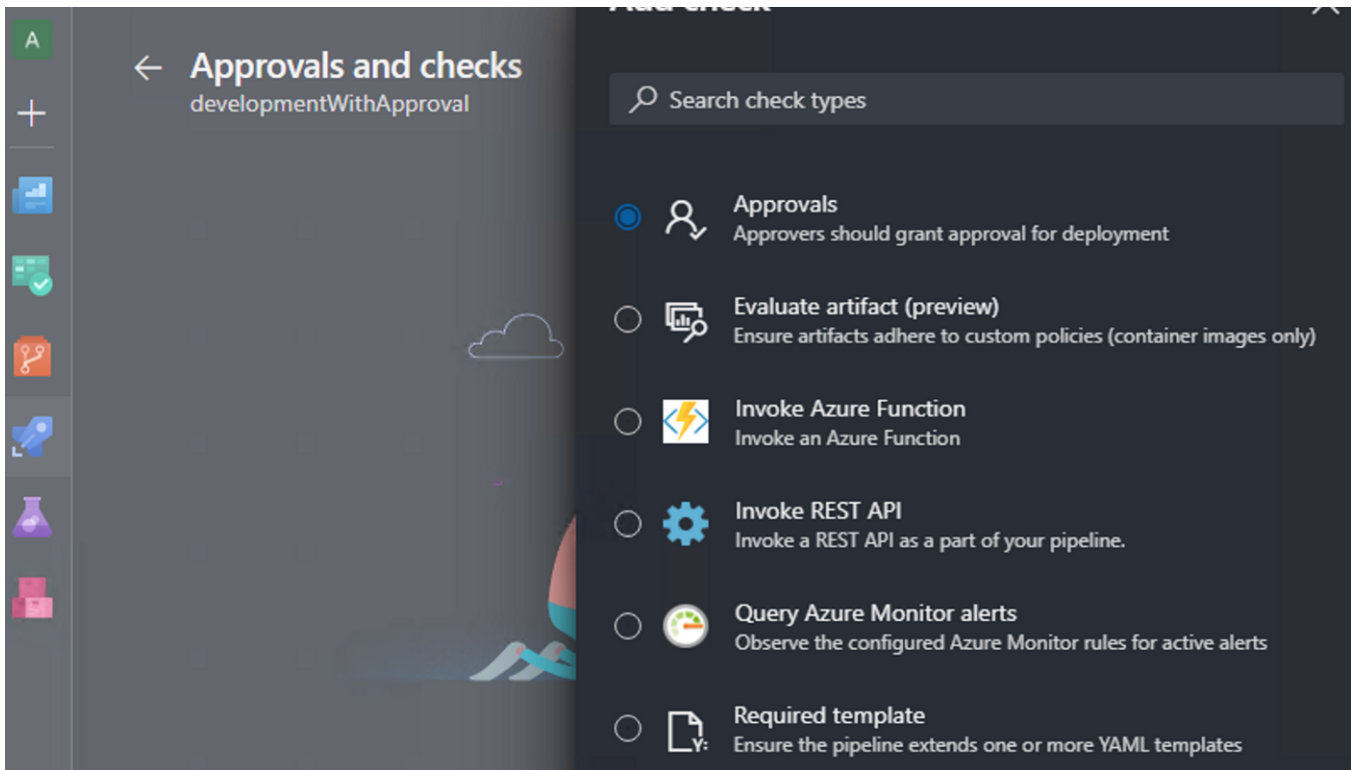 A
Approvals and checks
developmentWithApproval
Add check
Search check types
Approvals
Approvers should grant approval for deployment
Evaluate artifact (preview)
Ensure artifacts adhere to custom policies (container images only)
Invoke Azure Function
Invoke an Azure Function
Invoke REST API
Invoke a REST API as a part of your pipeline.
Query Azure Monitor alerts
Observe the configured Azure Monitor rules for active alerts
Required template
Ensure the pipeline extends one or more YAML templates